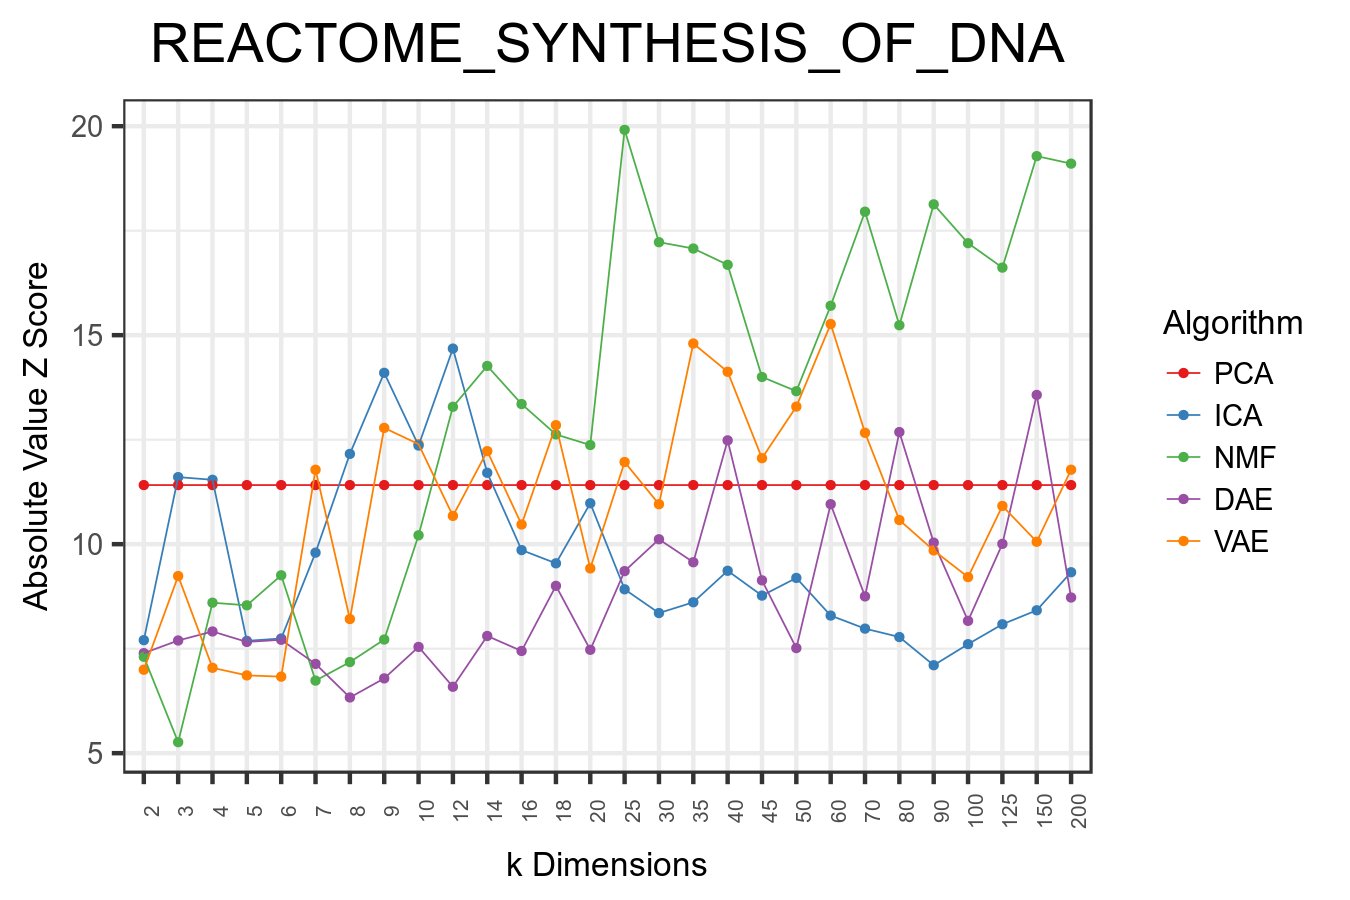 REACTOME_SYNTHESIS_OF_DNA
Absolute Value Z Score
20
15
10
5
2 3 4 5 6 7 8 9 10 12 14 16 18 20 25 30 35 40 45 50 60 70 80 90 100 125 150 200
k Dimensions
Algorithm
PCA
ICA
NMF
DAE
VAE